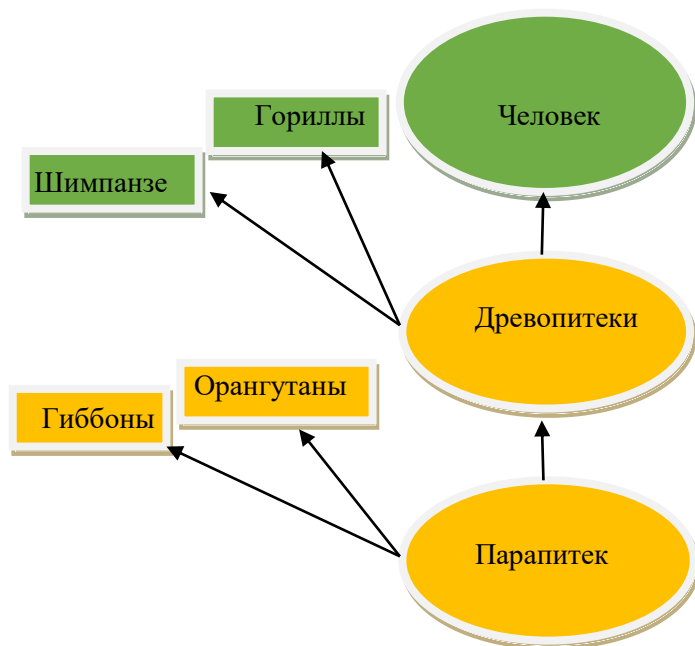 Гориллы
Человек
Шимпанзе
Древопитеки
Орангутаны
Гиббоны
Парапитек